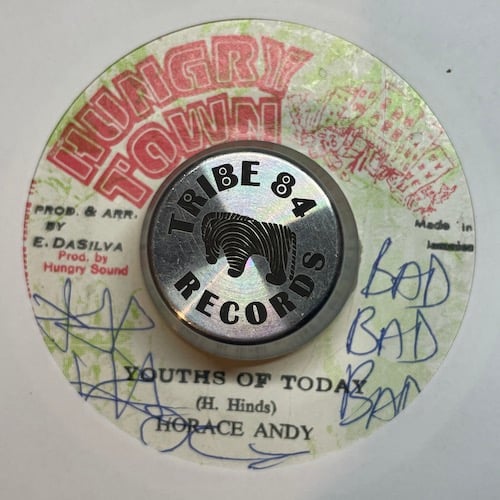 HUNGRY
TOWN
TRIBE 84
RECORDS
PROD. & ARR.
BY
E. DaSILVA
Prod. by
Hungry Sound
Made in
Jamaica
BAD
BAD
BAD
YOUTHS OF TODAY
(H. Hinds)
HORACE ANDY